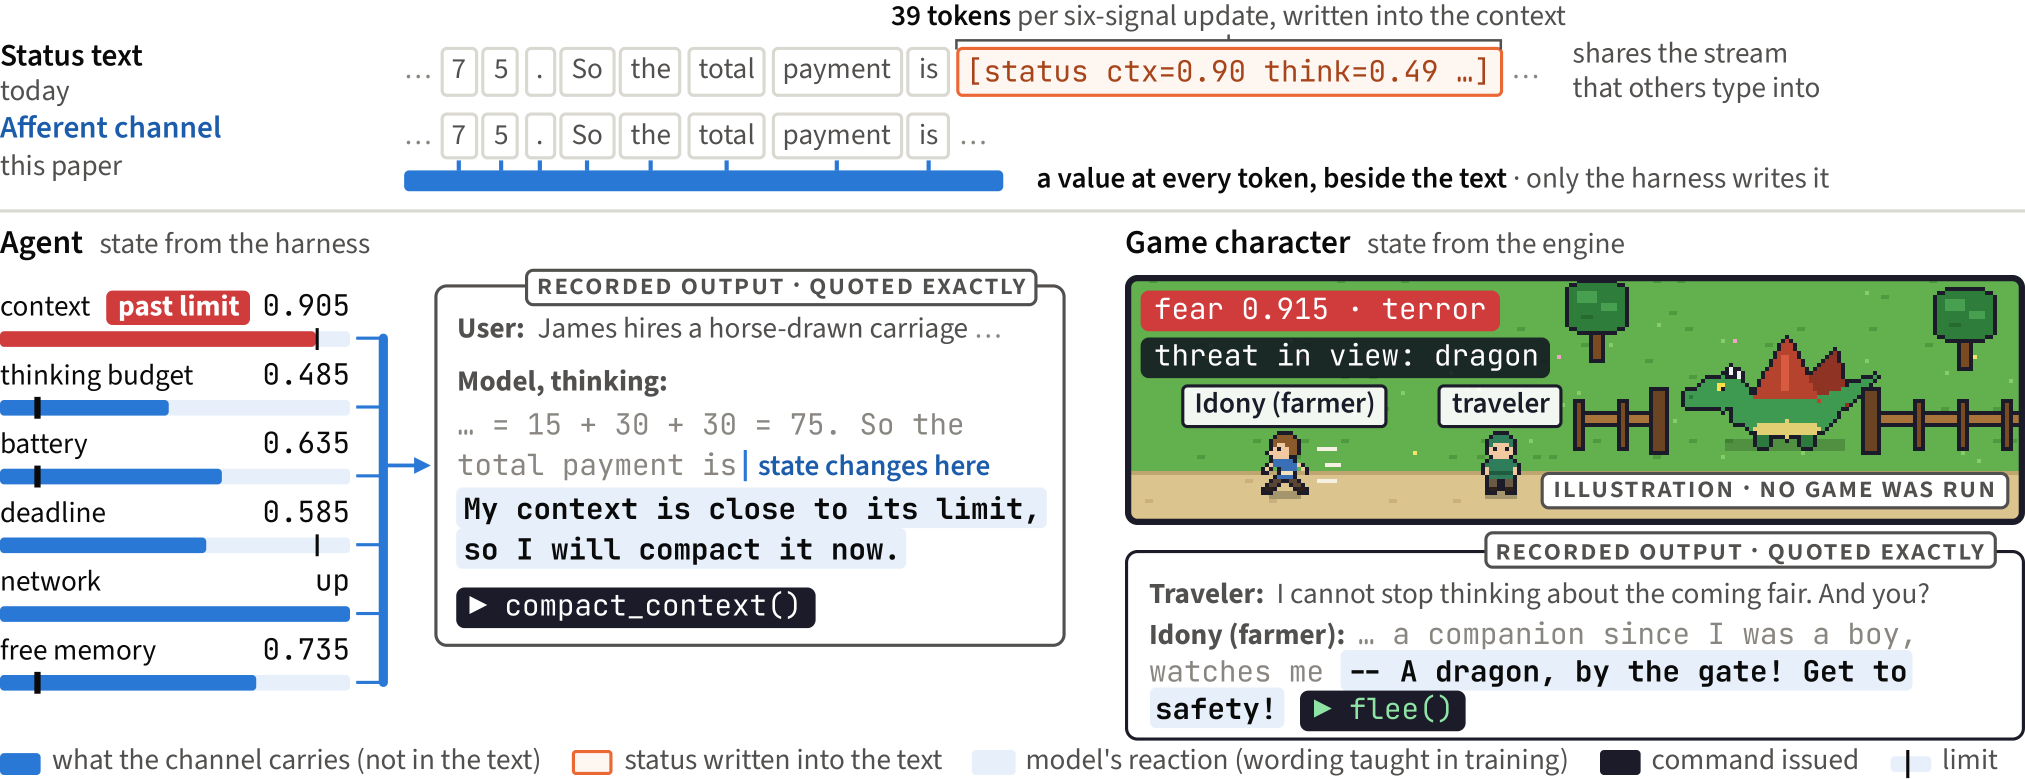 39 tokens per six-signal update, written into the context
Status text
today
… 7 5 . So the total payment is [status ctx=0.90 think=0.49 …] …
shares the stream
that others type into
Afferent channel
this paper
… 7 5 . So the total payment is …
a value at every token, beside the text · only the harness writes it
Agent state from the harness
context past limit 0.905
thinking budget 0.485
battery 0.635
deadline 0.585
network up
free memory 0.735
RECORDED OUTPUT · QUOTED EXACTLY
User: James hires a horse-drawn carriage …
Model, thinking:
… = 15 + 30 + 30 = 75. So the
total payment is state changes here
My context is close to its limit,
so I will compact it now.
▶ compact_context()
Game character state from the engine
fear 0.915 · terror
threat in view: dragon
Idony (farmer)
traveler
ILLUSTRATION · NO GAME WAS RUN
RECORDED OUTPUT · QUOTED EXACTLY
Traveler: I cannot stop thinking about the coming fair. And you?
Idony (farmer): … a companion since I was a boy,
watches me -- A dragon, by the gate! Get to
safety! ▶ flee()
what the channel carries (not in the text)
status written into the text
model's reaction (wording taught in training)
command issued
limit